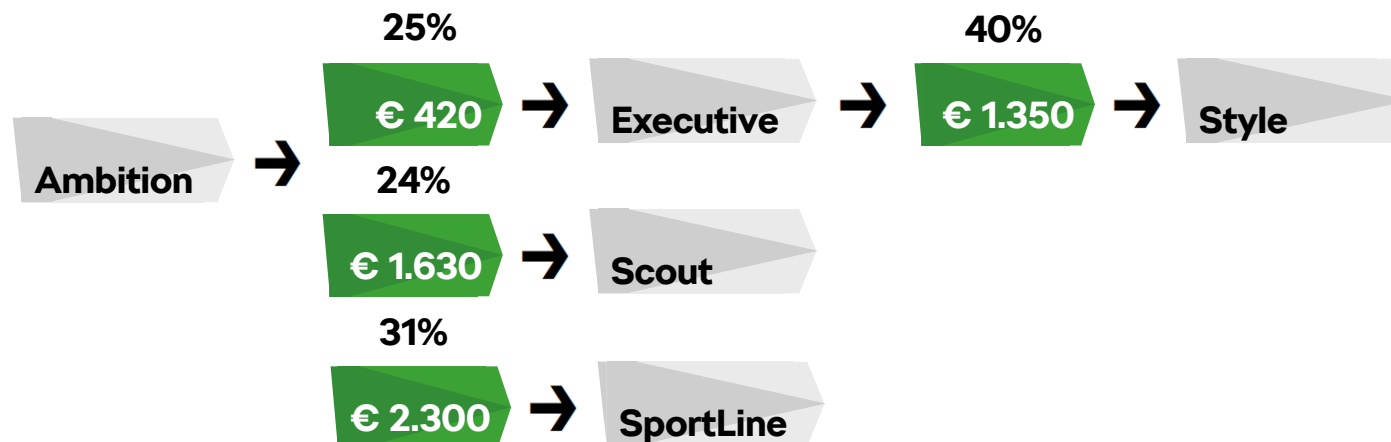 25%
40%
€ 420
Executive
€ 1.350
Style
Ambition
24%
€ 1.630
Scout
31%
€ 2.300
SportLine